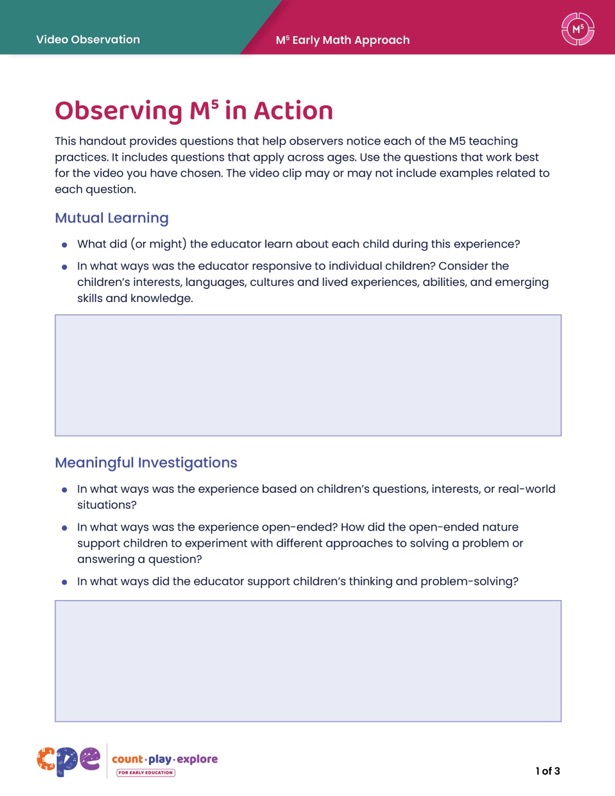 Video Observation
M⁵ Early Math Approach
M⁵
Observing M⁵ in Action
This handout provides questions that help observers notice each of the M5 teaching
practices. It includes questions that apply across ages. Use the questions that work best
for the video you have chosen. The video clip may or may not include examples related to
each question.
Mutual Learning
• What did (or might) the educator learn about each child during this experience?
• In what ways was the educator responsive to individual children? Consider the
children’s interests, languages, cultures and lived experiences, abilities, and emerging
skills and knowledge.
Meaningful Investigations
• In what ways was the experience based on children’s questions, interests, or real-world
situations?
• In what ways was the experience open-ended? How did the open-ended nature
support children to experiment with different approaches to solving a problem or
answering a question?
• In what ways did the educator support children’s thinking and problem-solving?
cpe
count·play·explore
FOR EARLY EDUCATION
1 of 3